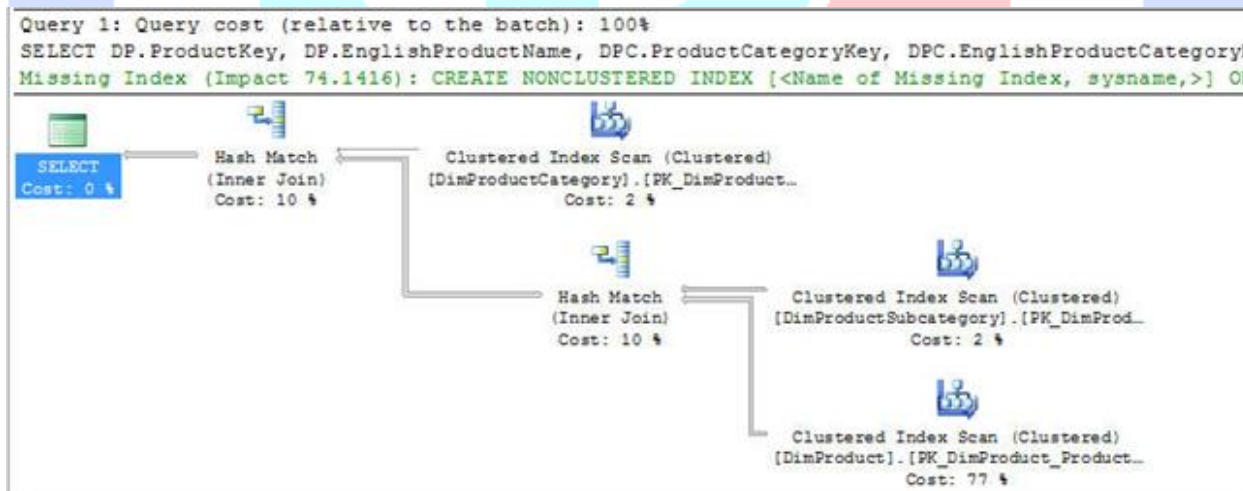 Query 1: Query cost (relative to the batch): 100%
SELECT DP.ProductKey, DP.EnglishProductName, DPC.ProductCategoryKey, DPC.EnglishProductCategory
Missing Index (Impact 74.1416): CREATE NONCLUSTERED INDEX [<Name of Missing Index, sysname,>] O
SELECT
Cost: 0 %
Hash Match
(Inner Join)
Cost: 10 %
Clustered Index Scan (Clustered)
[DimProductCategory].[PK_DimProduct…
Cost: 2 %
Hash Match
(Inner Join)
Cost: 10 %
Clustered Index Scan (Clustered)
[DimProductSubcategory].[PK_DimProd…
Cost: 2 %
Clustered Index Scan (Clustered)
[DimProduct].[PK_DimProduct_Product…
Cost: 77 %